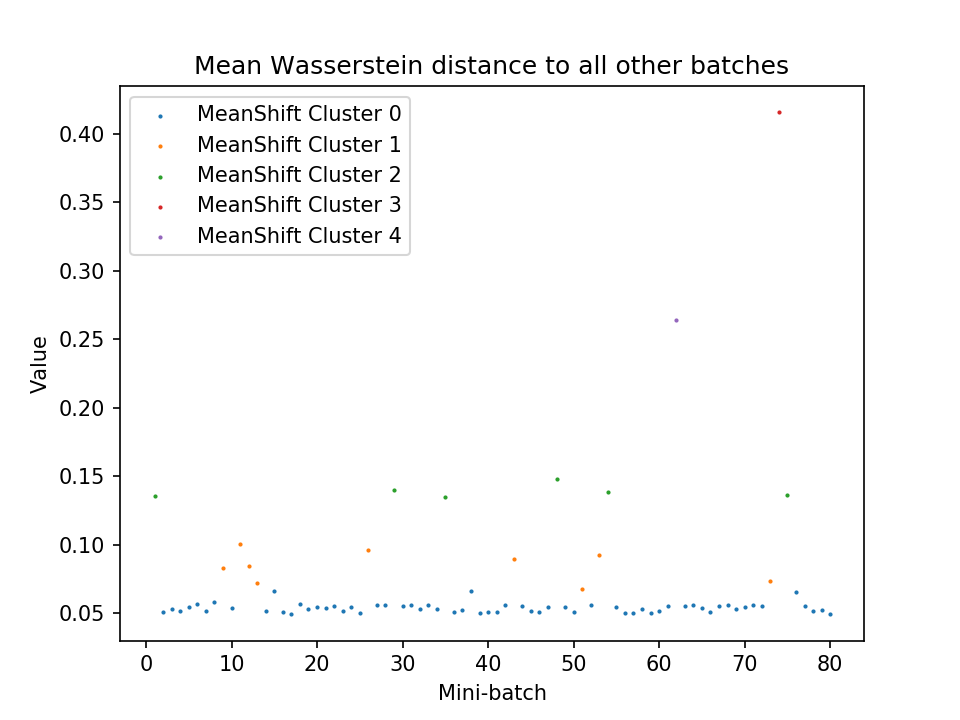 Mean Wasserstein distance to all other batches
MeanShift Cluster 0
MeanShift Cluster 1
MeanShift Cluster 2
MeanShift Cluster 3
MeanShift Cluster 4
0.40
0.35
0.30
0.25
0.20
0.15
0.10
0.05
Value
0 10 20 30 40 50 60 70 80
Mini-batch